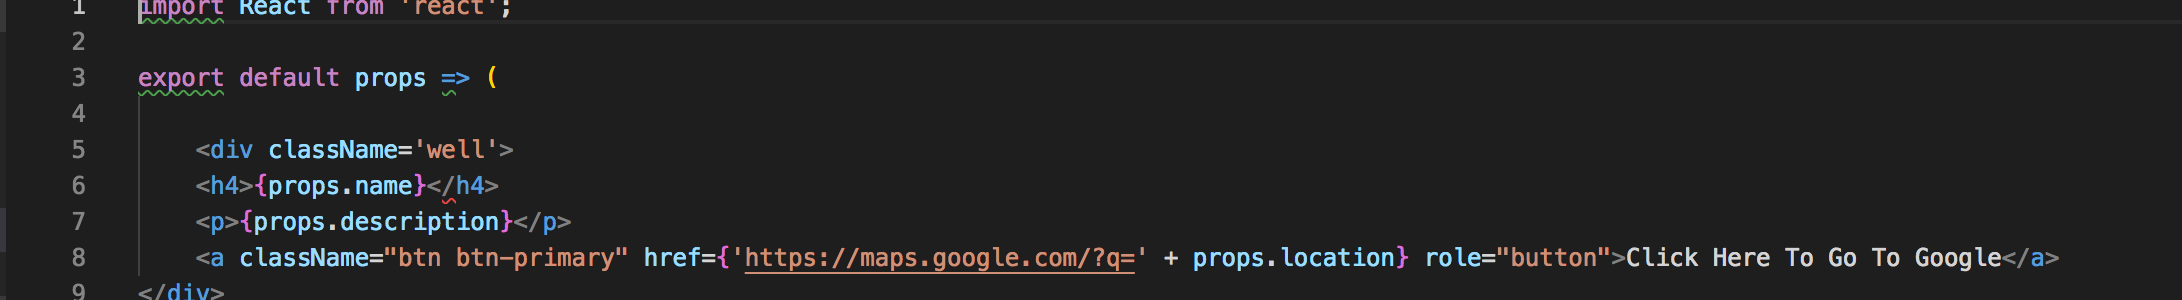 1 import React from 'react';
2
3 export default props => (
4
5 <div className='well'>
6 <h4>{props.name}</h4>
7 <p>{props.description}</p>
8 <a className="btn btn-primary" href={'https://maps.google.com/?q=' + props.location} role="button">Click Here To Go To Google</a>
9 </div>